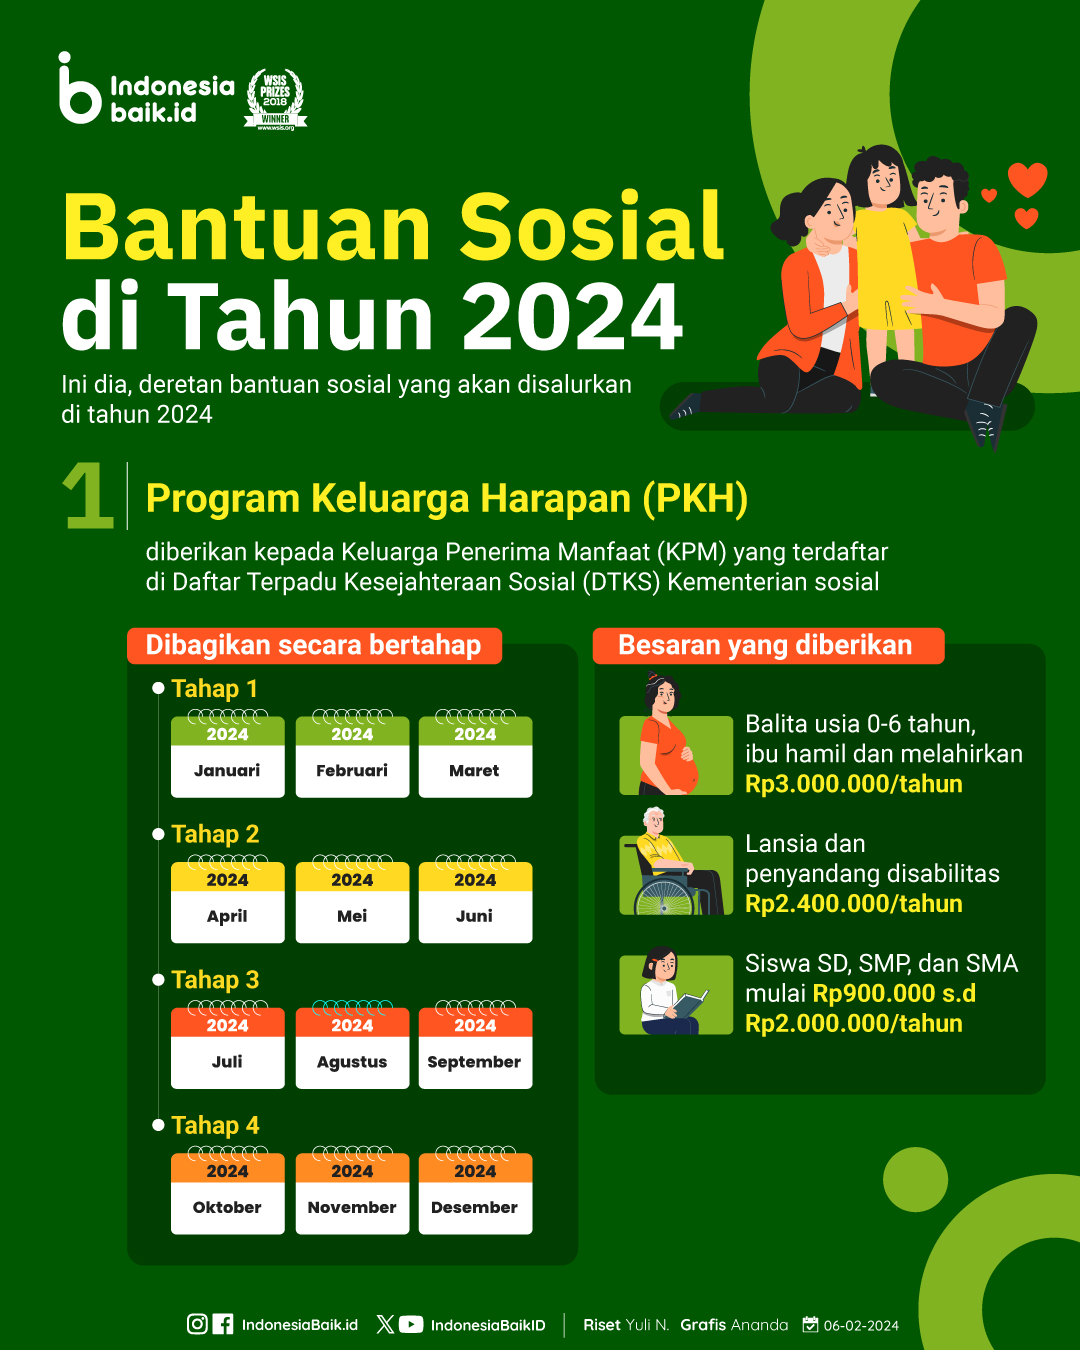 Indonesia
baik.id
WSIS
PRIZES
2018
WINNER
www.wsis.org
Bantuan Sosial
di Tahun 2024
Ini dia, deretan bantuan sosial yang akan disalurkan
di tahun 2024
1
Program Keluarga Harapan (PKH)
diberikan kepada Keluarga Penerima Manfaat (KPM) yang terdaftar
di Daftar Terpadu Kesejahteraan Sosial (DTKS) Kementerian sosial
Dibagikan secara bertahap
Tahap 1
2024 2024 2024
Januari Februari Maret
Tahap 2
2024 2024 2024
April Mei Juni
Tahap 3
2024 2024 2024
Juli Agustus September
Tahap 4
2024 2024 2024
Oktober November Desember
Besaran yang diberikan
Balita usia 0-6 tahun,
ibu hamil dan melahirkan
Rp3.000.000/tahun
Lansia dan
penyandang disabilitas
Rp2.400.000/tahun
Siswa SD, SMP, dan SMA
mulai Rp900.000 s.d
Rp2.000.000/tahun
IndonesiaBaik.id IndonesiaBaikID Riset Yuli N. Grafis Ananda 06-02-2024